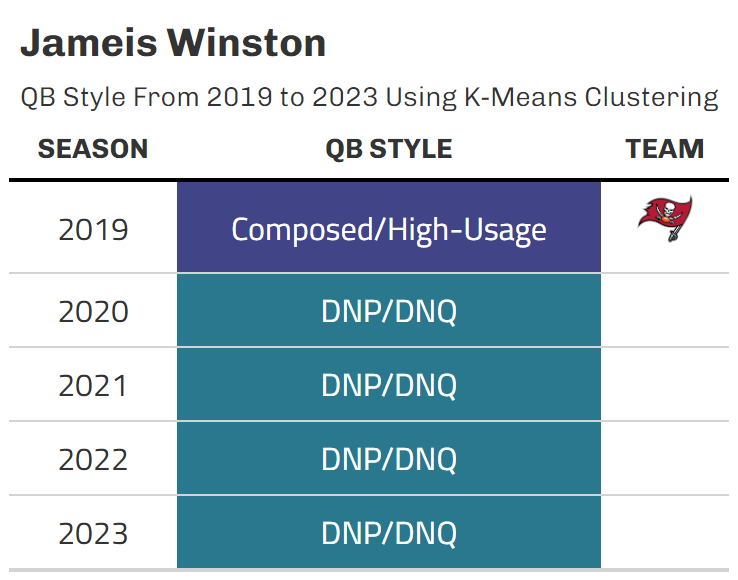 Jameis Winston
QB Style From 2019 to 2023 Using K-Means Clustering
SEASON QB STYLE TEAM
2019 Composed/High-Usage
2020 DNP/DNQ
2021 DNP/DNQ
2022 DNP/DNQ
2023 DNP/DNQ